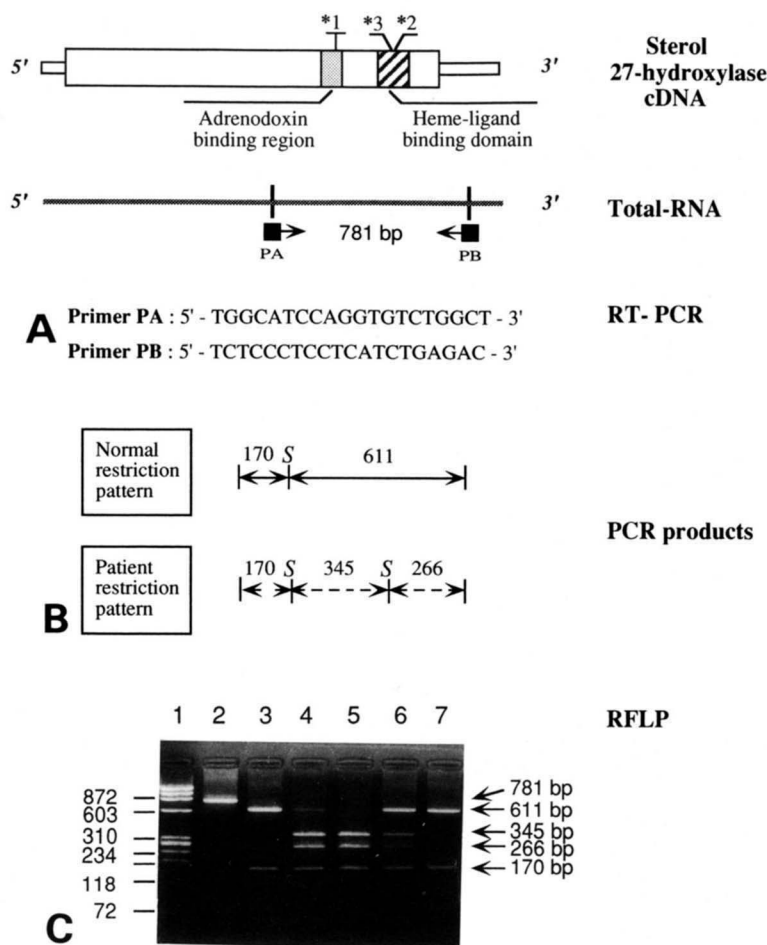 *1 *3 *2
5' 3'
Sterol
27-hydroxylase
cDNA
Adrenodoxin
binding region
Heme-ligand
binding domain
5' 3'
Total-RNA
781 bp
PA PB
A
Primer PA : 5' - TGGCATCCAGGTGTCTGGCT - 3'
RT- PCR
Primer PB : 5' - TCTCCCTCCTCATCTGAGAC - 3'
Normal
restriction
pattern
170 S 611
PCR products
Patient
restriction
pattern
170 S 345 S 266
B
RFLP
1 2 3 4 5 6 7
872
603
310
234
118
72
781 bp
611 bp
345 bp
266 bp
170 bp
C